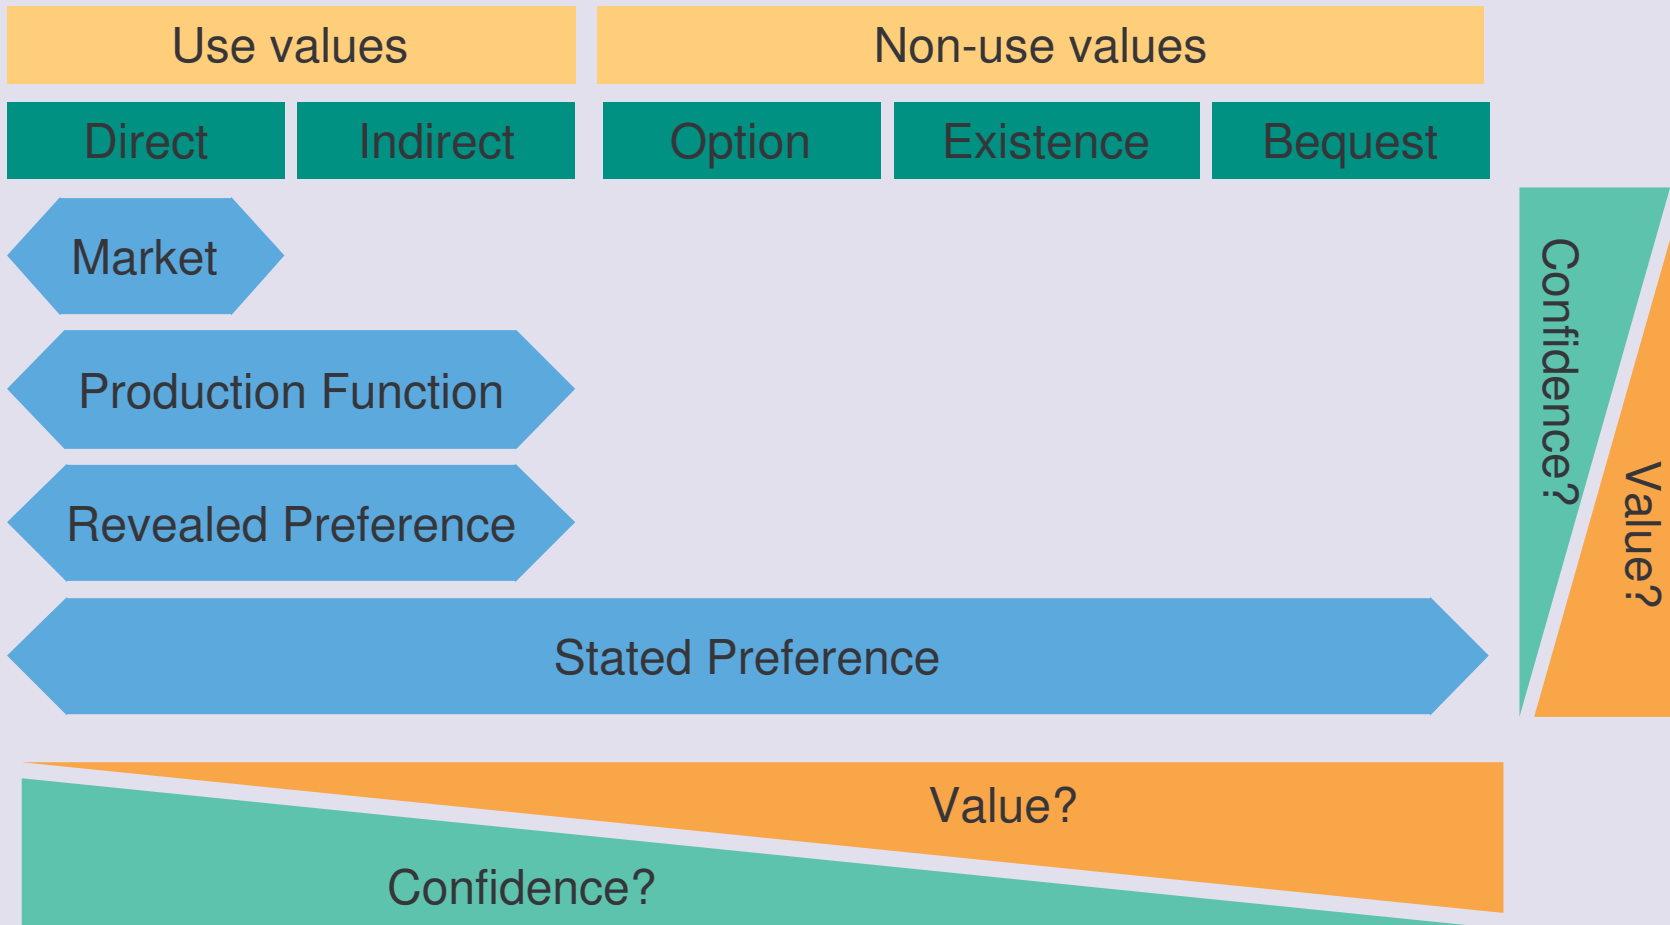 Use values
Non-use values
Direct
Indirect
Option
Existence
Bequest
Market
Production Function
Revealed Preference
Stated Preference
Confidence?
Value?
Value?
Confidence?